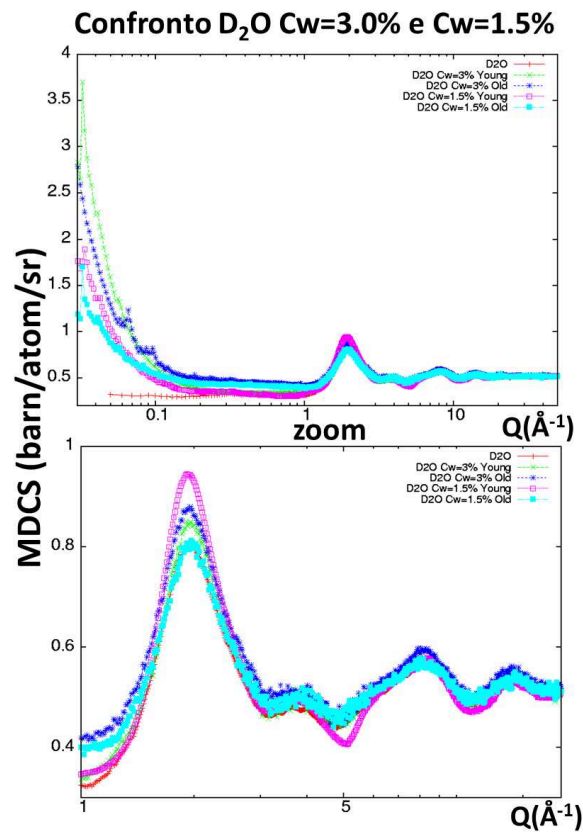 Confronto D₂O Cw=3.0% e Cw=1.5%
MDCS (barn/atom/sr)
4
3.5
3
2.5
2
1.5
1
0.5
D2O
D2O Cw=3% Young
D2O Cw=3% Old
D2O Cw=1.5% Young
D2O Cw=1.5% Old
0.1
1
10
zoom
Q(Å⁻¹)
1
0.8
0.6
0.4
D2O
D2O Cw=3% Young
D2O Cw=3% Old
D2O Cw=1.5% Young
D2O Cw=1.5% Old
1
5
Q(Å⁻¹)